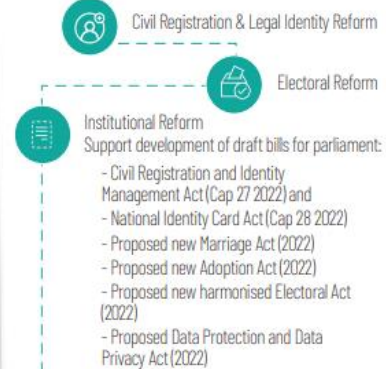 Civil Registration & Legal Identity Reform
Electoral Reform
Institutional Reform
Support development of draft bills for parliament:
- Civil Registration and Identity
Management Act (Cap 27 2022) and
- National Identity Card Act (Cap 28 2022)
- Proposed new Marriage Act (2022)
- Proposed new Adoption Act (2022)
- Proposed new harmonised Electoral Act
(2022)
- Proposed Data Protection and Data
Privacy Act (2022)